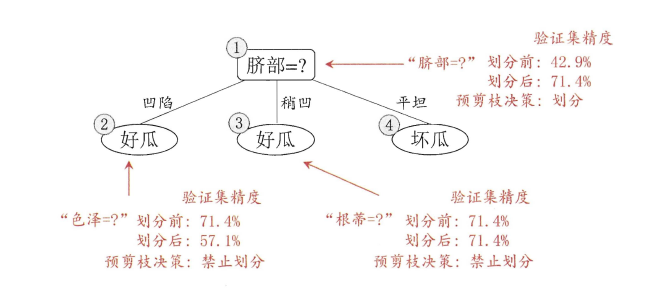 验证集精度
① 脐部=? “脐部=?” 划分前: 42.9%
划分后: 71.4%
预剪枝决策: 划分
凹陷 稍凹 平坦
② 好瓜 ③ 好瓜 ④ 坏瓜
验证集精度
“色泽=?” 划分前: 71.4%
划分后: 57.1%
预剪枝决策: 禁止划分
验证集精度
“根蒂=?” 划分前: 71.4%
划分后: 71.4%
预剪枝决策: 禁止划分